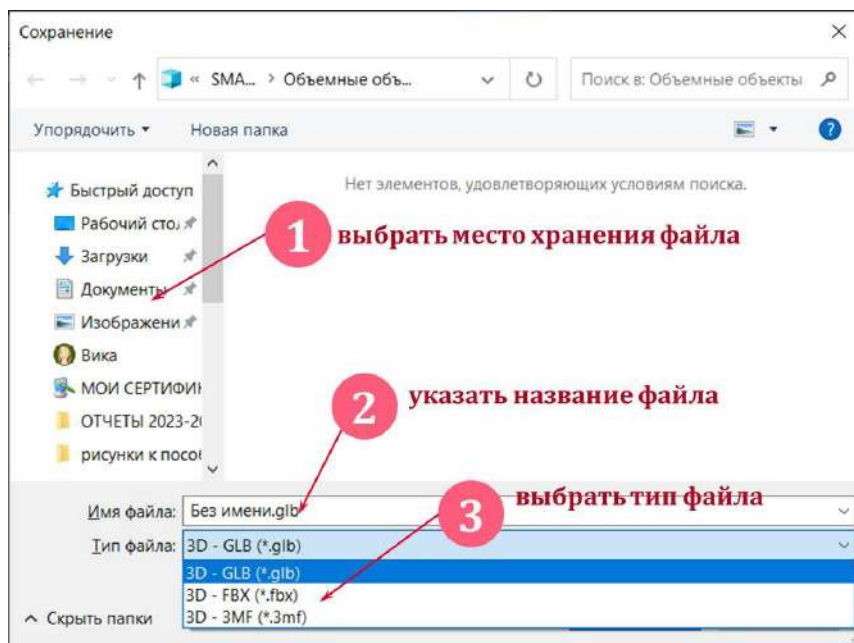 Сохранение
« SMA... > Объемные объ...
Поиск в: Объемные объекты
Упорядочить
Новая папка
Быстрый доступ
Нет элементов, удовлетворяющих условиям поиска.
Рабочий сто
1 выбрать место хранения файла
Загрузки
Документы
Изображени
Вика
МОИ СЕРТИФИ
2 указать название файла
ОТЧЕТЫ 2023-2
рисунки к посо
3 выбрать тип файла
Имя файла: Без имени.glb
Тип файла: 3D - GLB (*.glb)
3D - GLB (*.glb)
3D - FBX (*.fbx)
3D - 3MF (*.3mf)
Скрыть папки